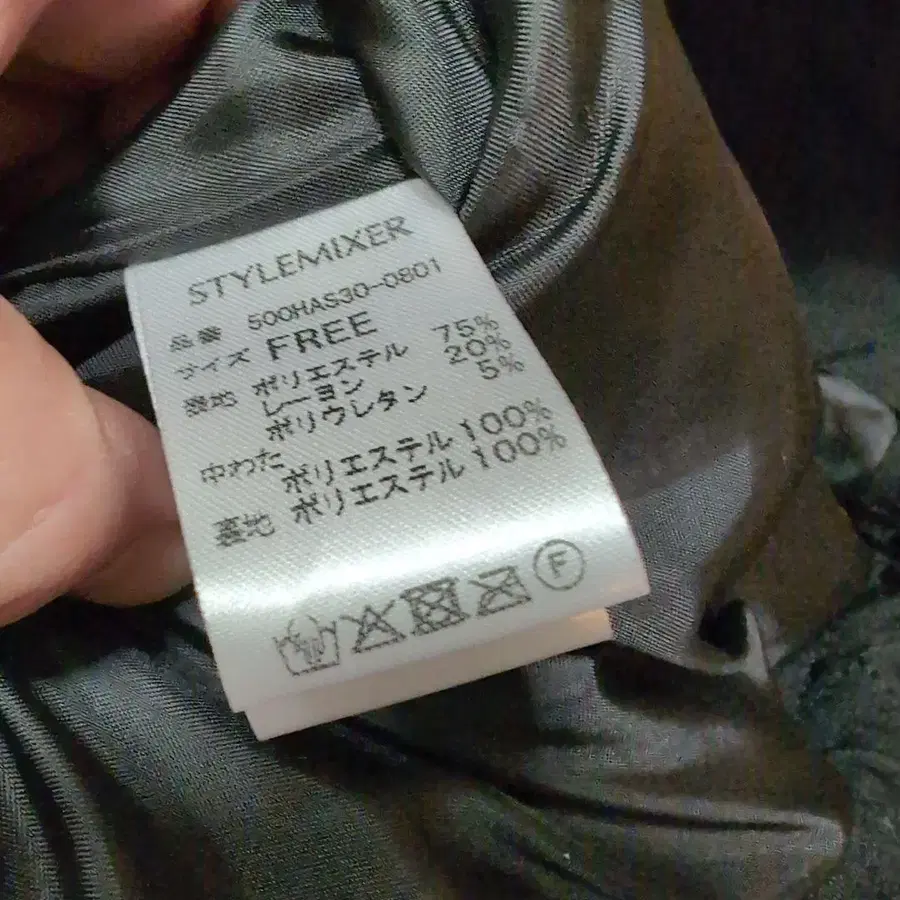 STYLEMIXER
品番 500HAS30-0801
サイズ FREE
表地 ポリエステル 75%
レーヨン 20%
ポリウレタン 5%
中わた ポリエステル 100%
裏地 ポリエステル 100%
F